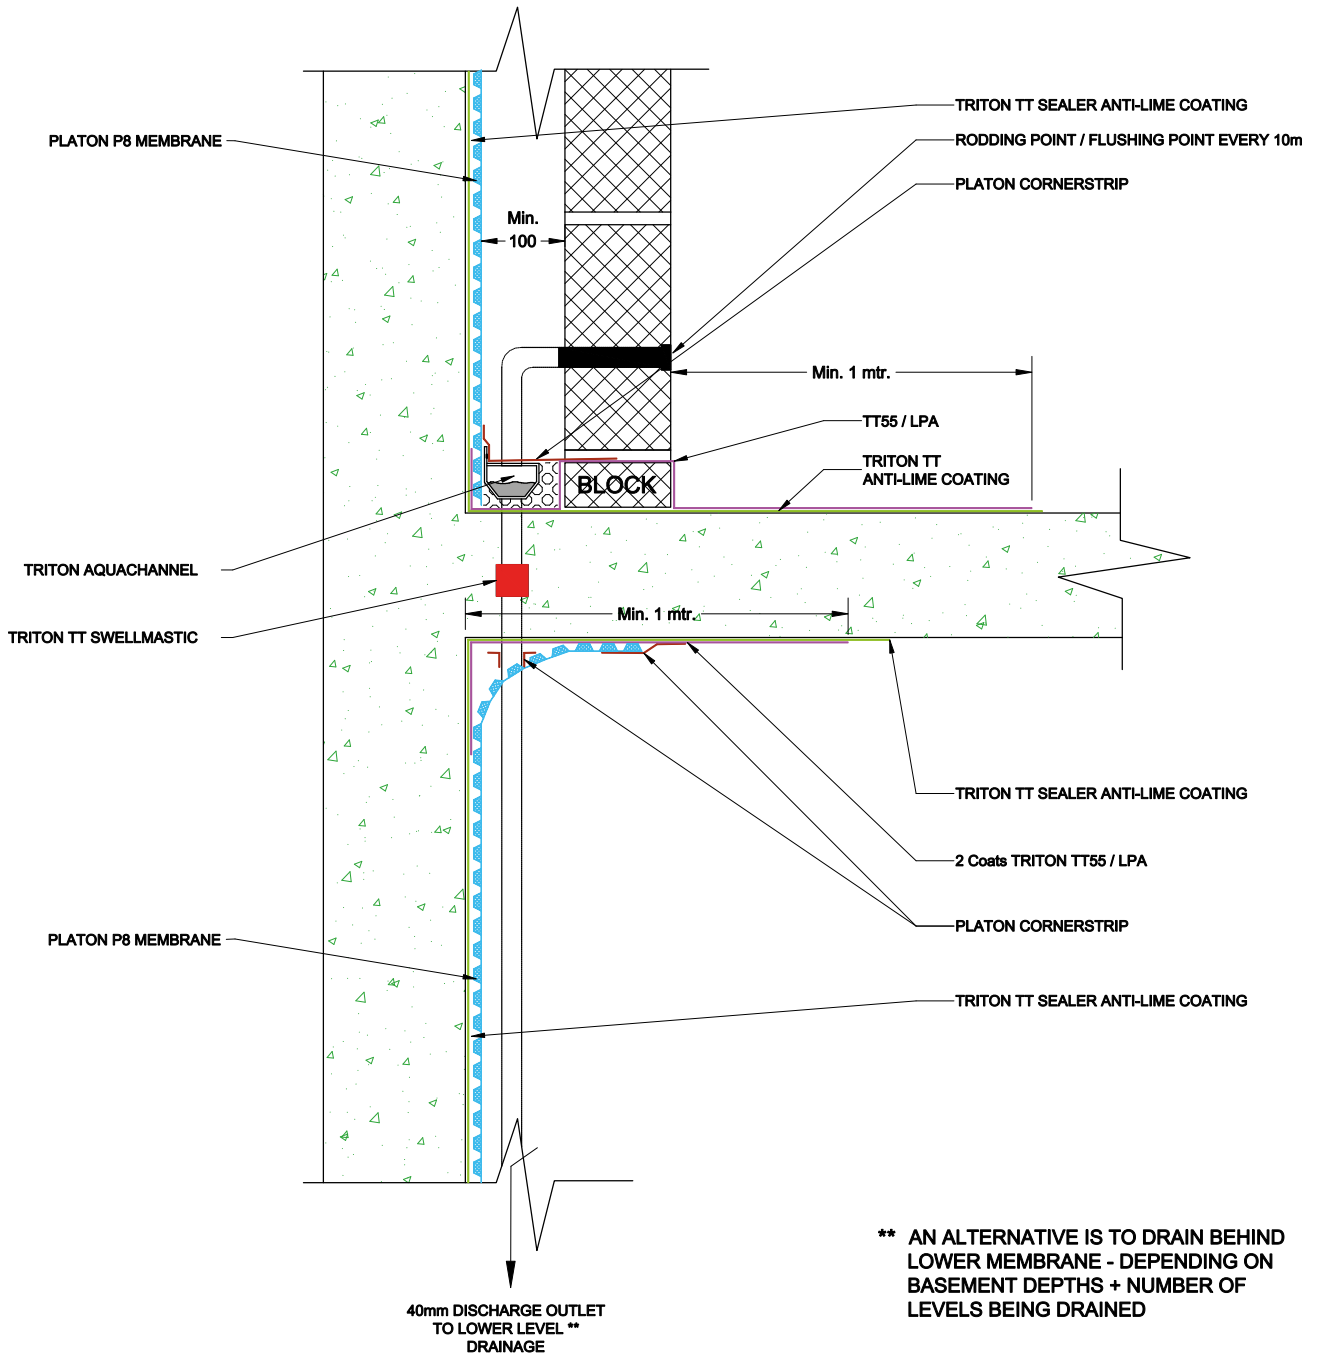 TRITON TT SEALER ANTI-LIME COATING
PLATON P8 MEMBRANE
RODDING POINT / FLUSHING POINT EVERY 10m
PLATON CORNERSTRIP
Min.
100
Min. 1 mtr.
TT55 / LPA
TRITON TT
ANTI-LIME COATING
BLOCK
TRITON AQUACHANNEL
TRITON TT SWELLMASTIC
Min. 1 mtr.
TRITON TT SEALER ANTI-LIME COATING
2 Coats TRITON TT55 / LPA
PLATON CORNERSTRIP
PLATON P8 MEMBRANE
TRITON TT SEALER ANTI-LIME COATING
** AN ALTERNATIVE IS TO DRAIN BEHIND
LOWER MEMBRANE - DEPENDING ON
BASEMENT DEPTHS + NUMBER OF
LEVELS BEING DRAINED
40mm DISCHARGE OUTLET
TO LOWER LEVEL **
DRAINAGE